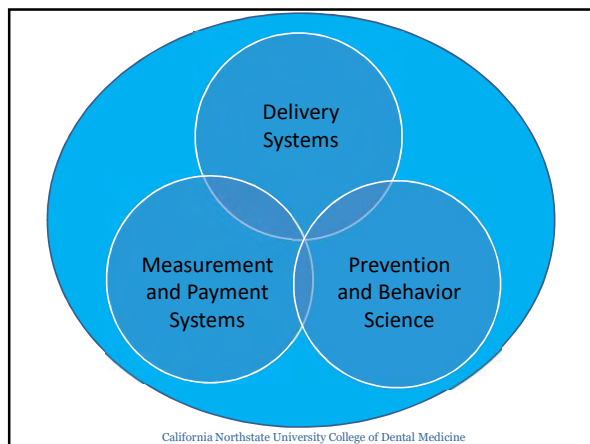 Delivery
Systems
Measurement
and Payment
Systems
Prevention
and Behavior
Science
California Northstate University College of Dental Medicine